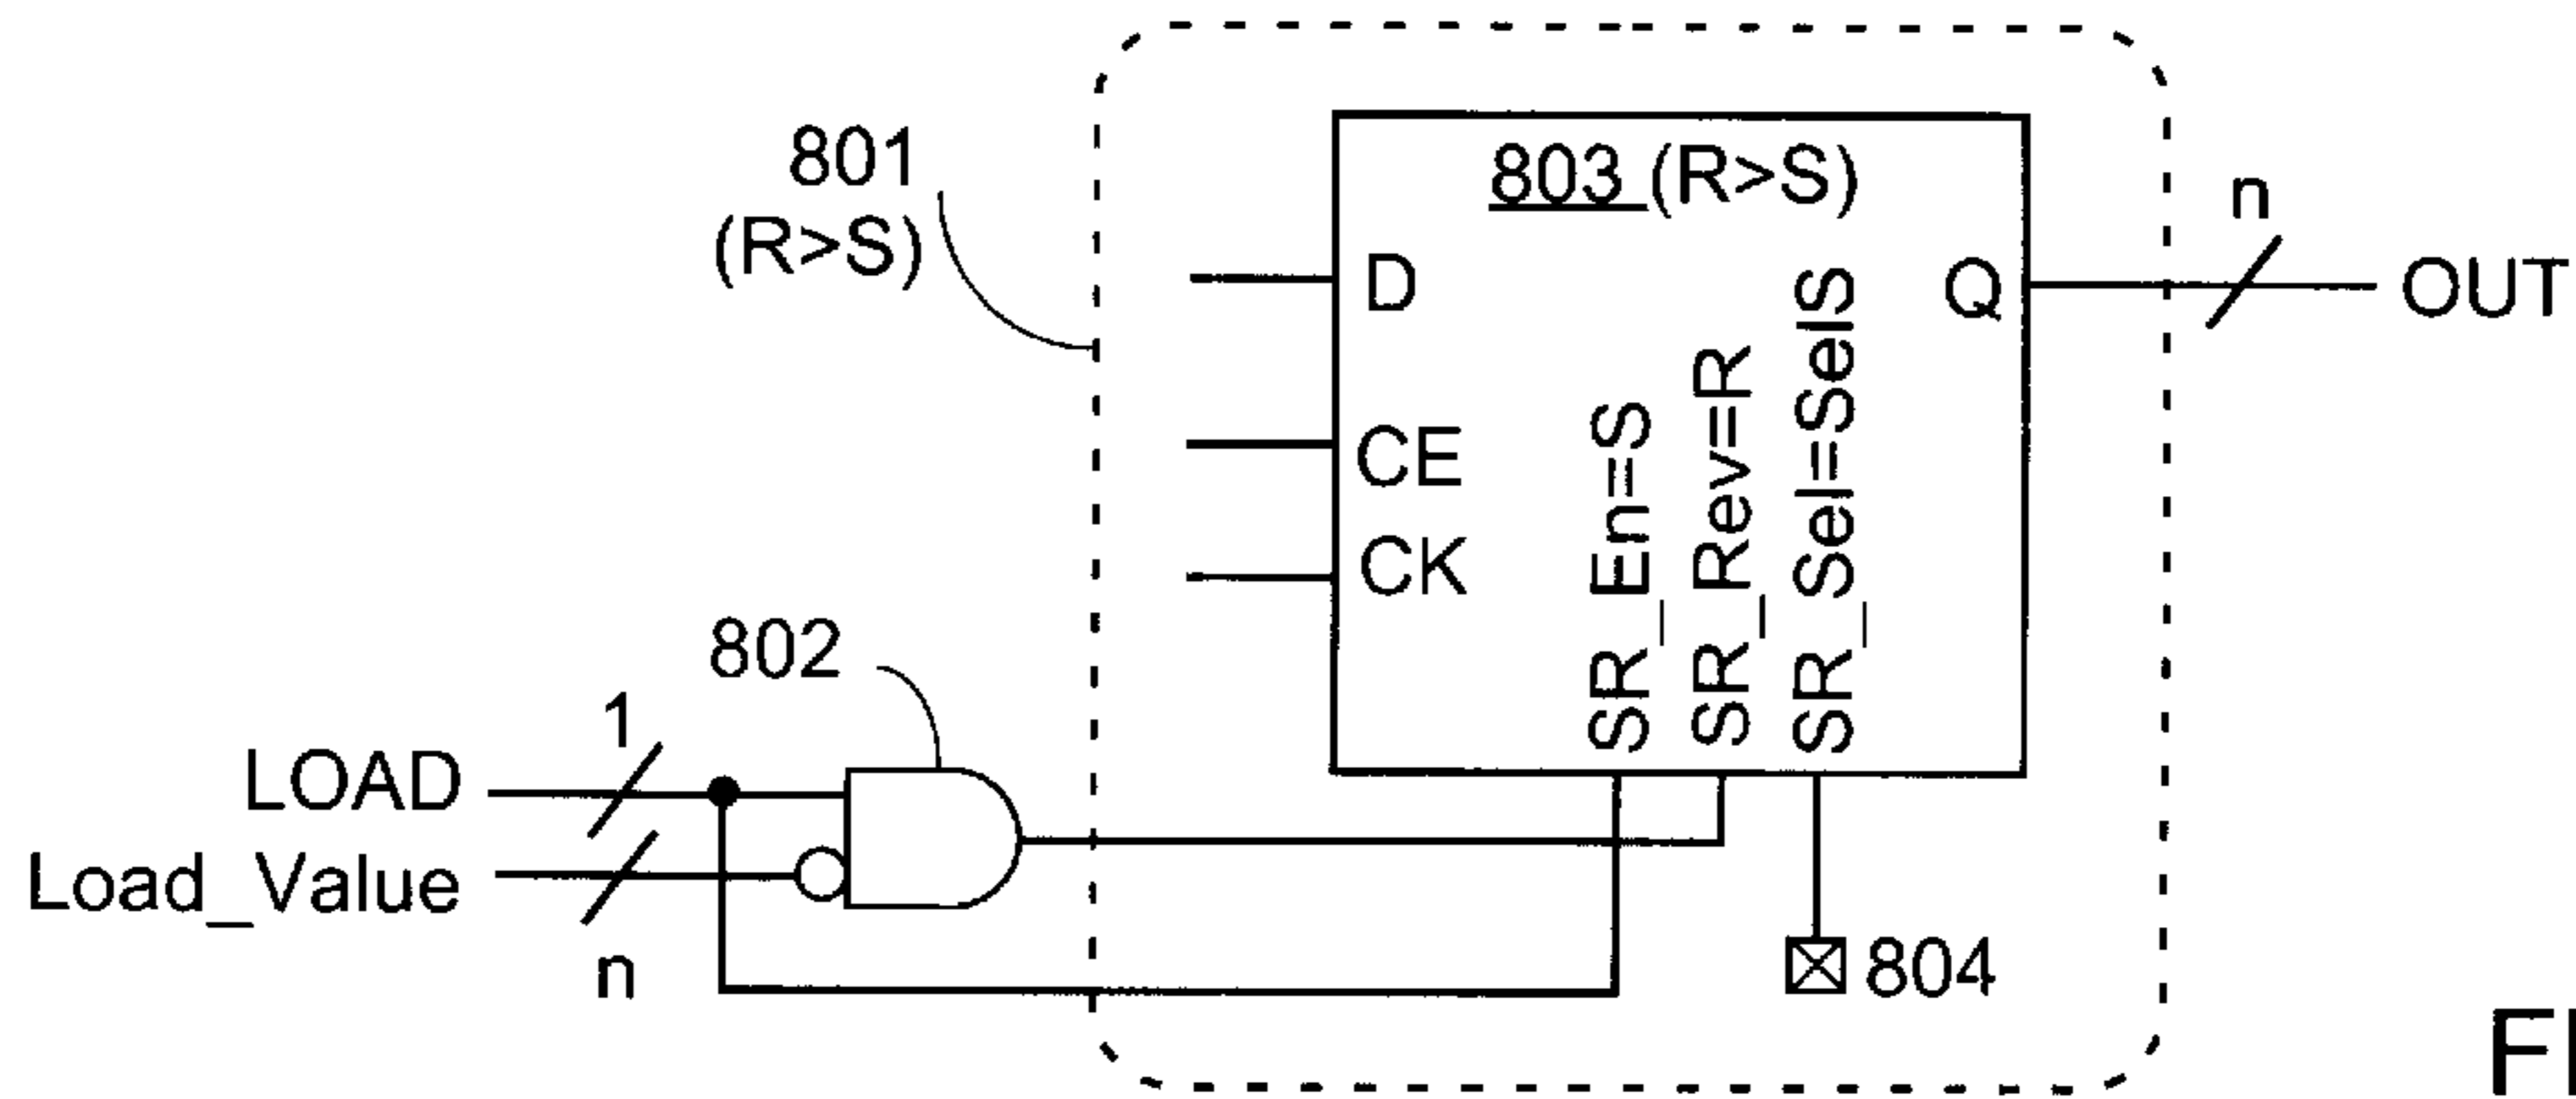 801
(R>S)
803 (R>S)
n
D
Q
OUT
CE
CK
SR_En=S
SR_Rev=R
SR_Sel=SelS
802
1
LOAD
Load_Value
n
804